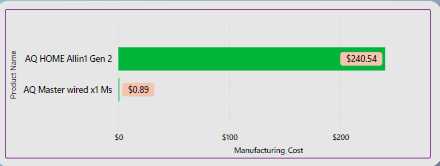 Product Name
AQ HOME Allin1 Gen 2
$240.54
AQ Master wired x1 Ms
$0.89
$0
$100
$200
Manufacturing Cost